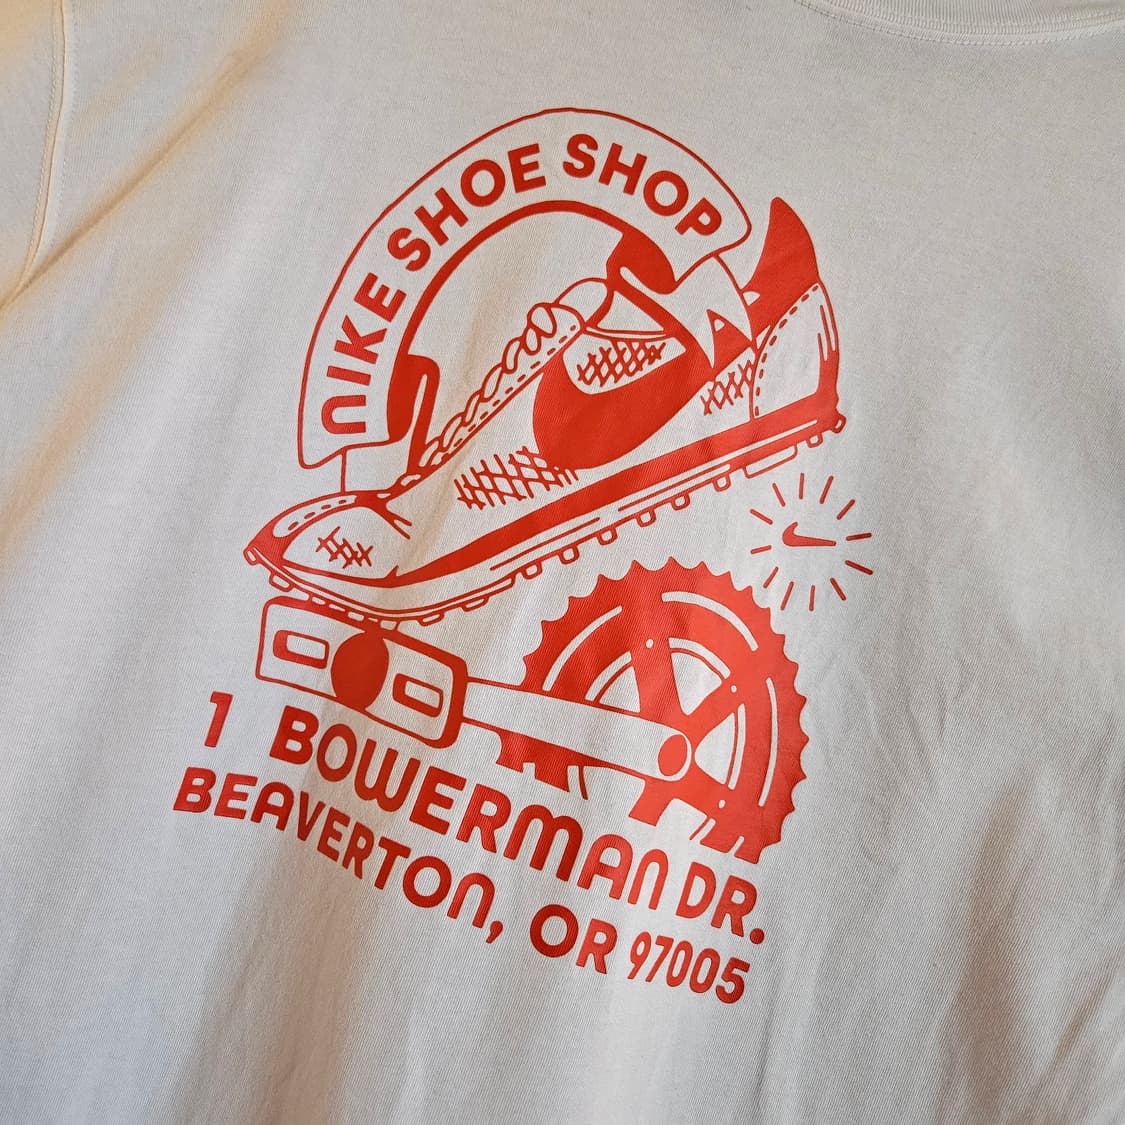 NIKE SHOE SHOP
1 BOWERMAN DR.
BEAVERTON, OR 97005